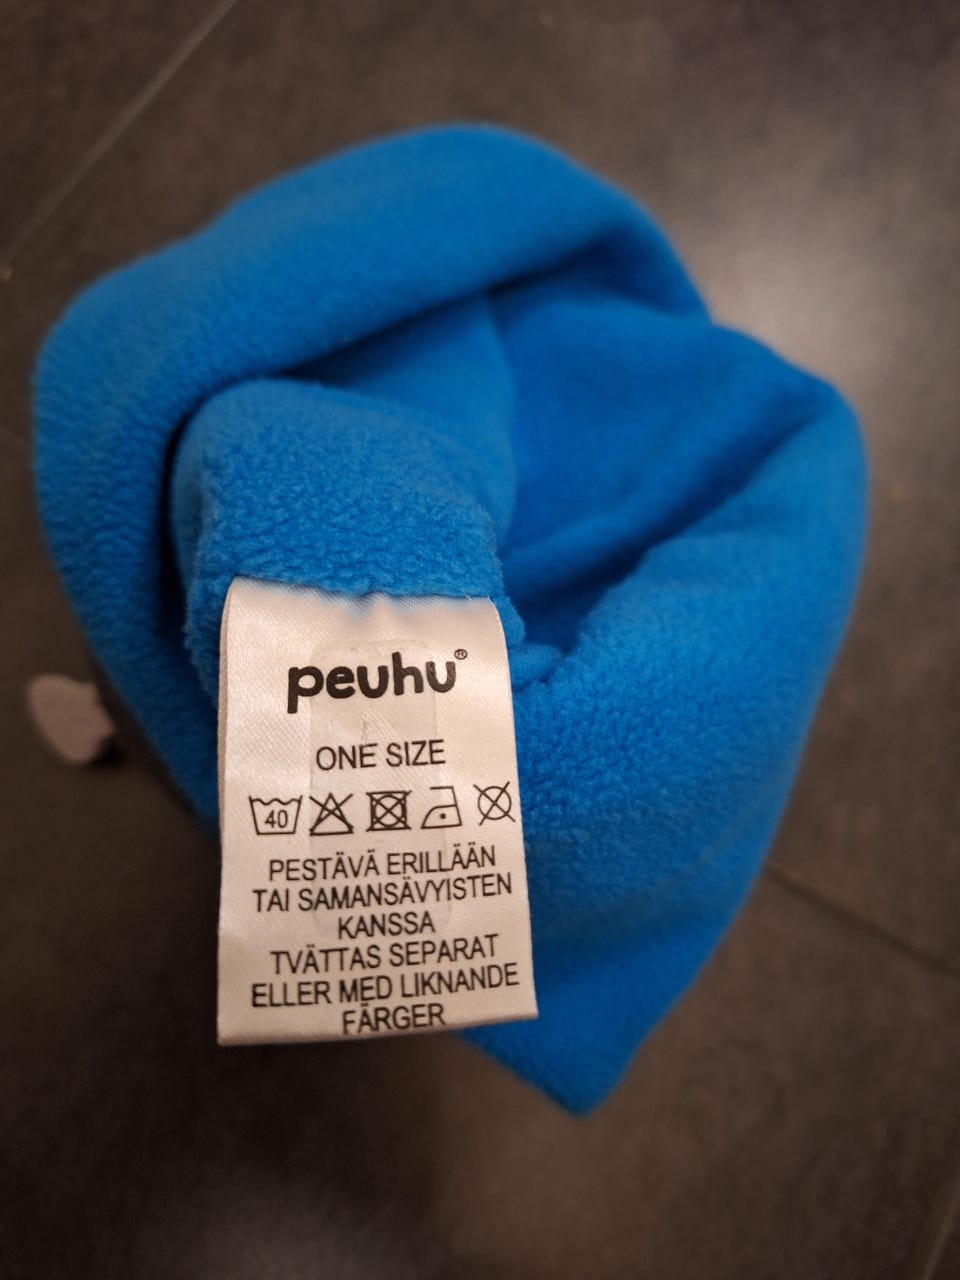 peuhu®
ONE SIZE
40
PESTÄVÄ ERILLÄÄN
TAI SAMANSÄVYISTEN
KANSSA
TVÄTTAS SEPARAT
ELLER MED LIKNANDE
FÄRGER